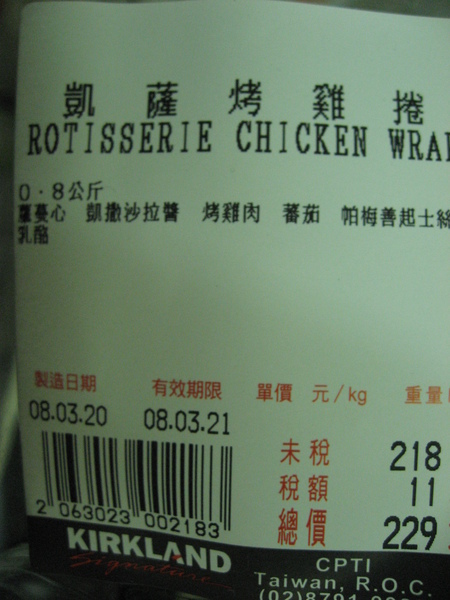 凱薩烤雞捲
ROTISSERIE CHICKEN WRA
0.8公斤
蘿蔓心 凱撒沙拉醬 烤雞肉 蕃茄 帕梅善起士絲
乳酪
製造日期 有效期限 單價 元/kg 重量
08.03.20 08.03.21
未稅 218
稅額 11
總價 229
2 063023 002183
KIRKLAND
Signature
CPTI
Taiwan, R.O.C.